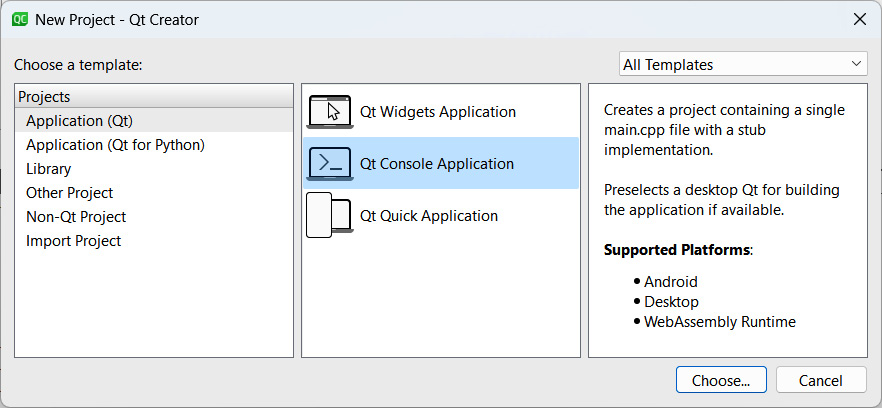 QC New Project - Qt Creator
Choose a template:
All Templates
Projects
Application (Qt)
Application (Qt for Python)
Library
Other Project
Non-Qt Project
Import Project
Qt Widgets Application
Qt Console Application
Qt Quick Application
Creates a project containing a single
main.cpp file with a stub
implementation.
Preselects a desktop Qt for building
the application if available.
Supported Platforms:
• Android
• Desktop
• WebAssembly Runtime
Choose...
Cancel